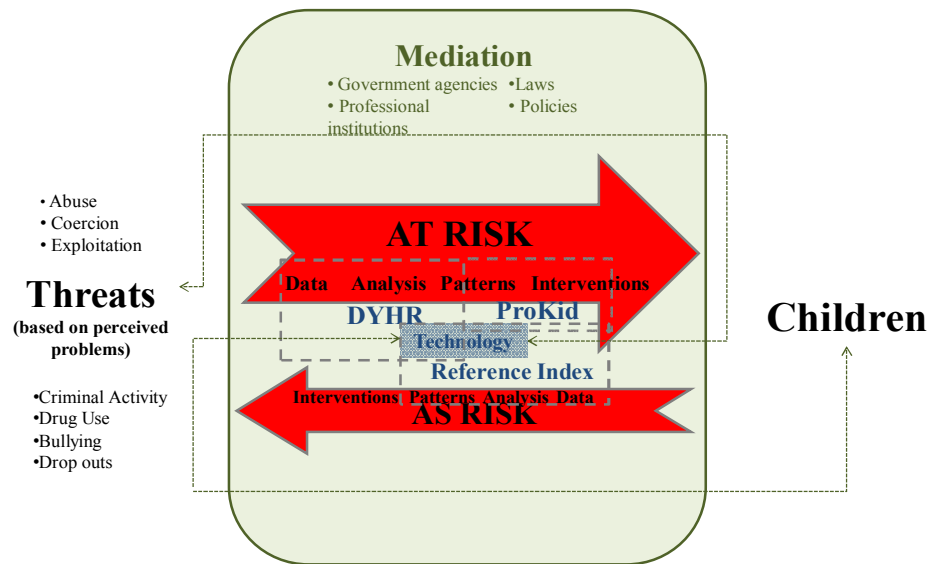 Mediation
• Government agencies •Laws
• Professional • Policies
institutions
• Abuse
• Coercion
• Exploitation
AT RISK
Data Analysis Patterns Interventions
Threats
(based on perceived
problems)
DYHR ProKid
Technology
Children
Reference Index
•Criminal Activity
•Drug Use
•Bullying
•Drop outs
Interventions Patterns Analysis Data
AS RISK